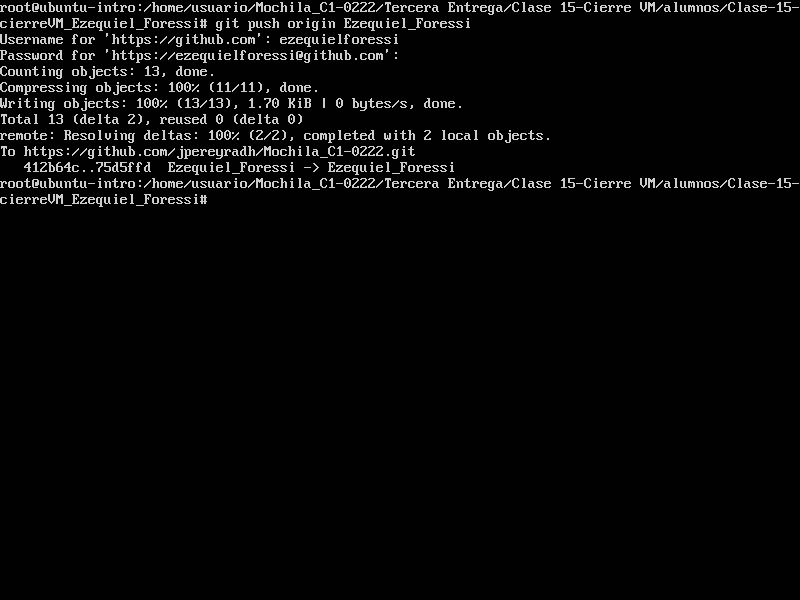 root@ubuntu-intro:/home/usuario/Mochila_C1-0222/Tercera Entrega/Clase 15-Cierre VM/alumnos/Clase-15-
cierreVM_Ezequiel_Foressi# git push origin Ezequiel_Foressi
Username for 'https://github.com': ezequielforessi
Password for 'https://ezequielforessi@github.com':
Counting objects: 13, done.
Compressing objects: 100% (11/11), done.
Writing objects: 100% (13/13), 1.70 KiB | 0 bytes/s, done.
Total 13 (delta 2), reused 0 (delta 0)
remote: Resolving deltas: 100% (2/2), completed with 2 local objects.
To https://github.com/jpereyradh/Mochila_C1-0222.git
   412b64c..75d5ffd  Ezequiel_Foressi -> Ezequiel_Foressi
root@ubuntu-intro:/home/usuario/Mochila_C1-0222/Tercera Entrega/Clase 15-Cierre VM/alumnos/Clase-15-
cierreVM_Ezequiel_Foressi#